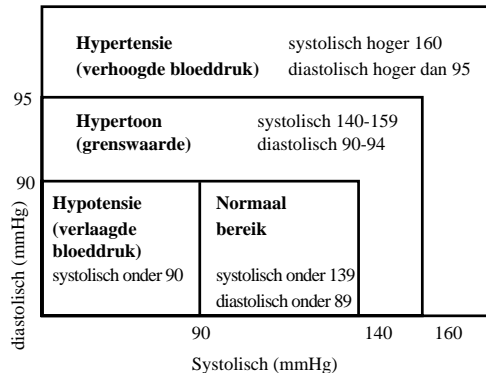 Hypertensie systolisch hoger 160
(verhoogde bloeddruk) diastolisch hoger dan 95
95
Hypertoon systolisch 140-159
(grenswaarde) diastolisch 90-94
90
Hypotensie Normaal
(verlaagde bereik
bloeddruk)
systolisch onder 90 systolisch onder 139
diastolisch onder 89
diastolisch (mmHg)
90 140 160
Systolisch (mmHg)